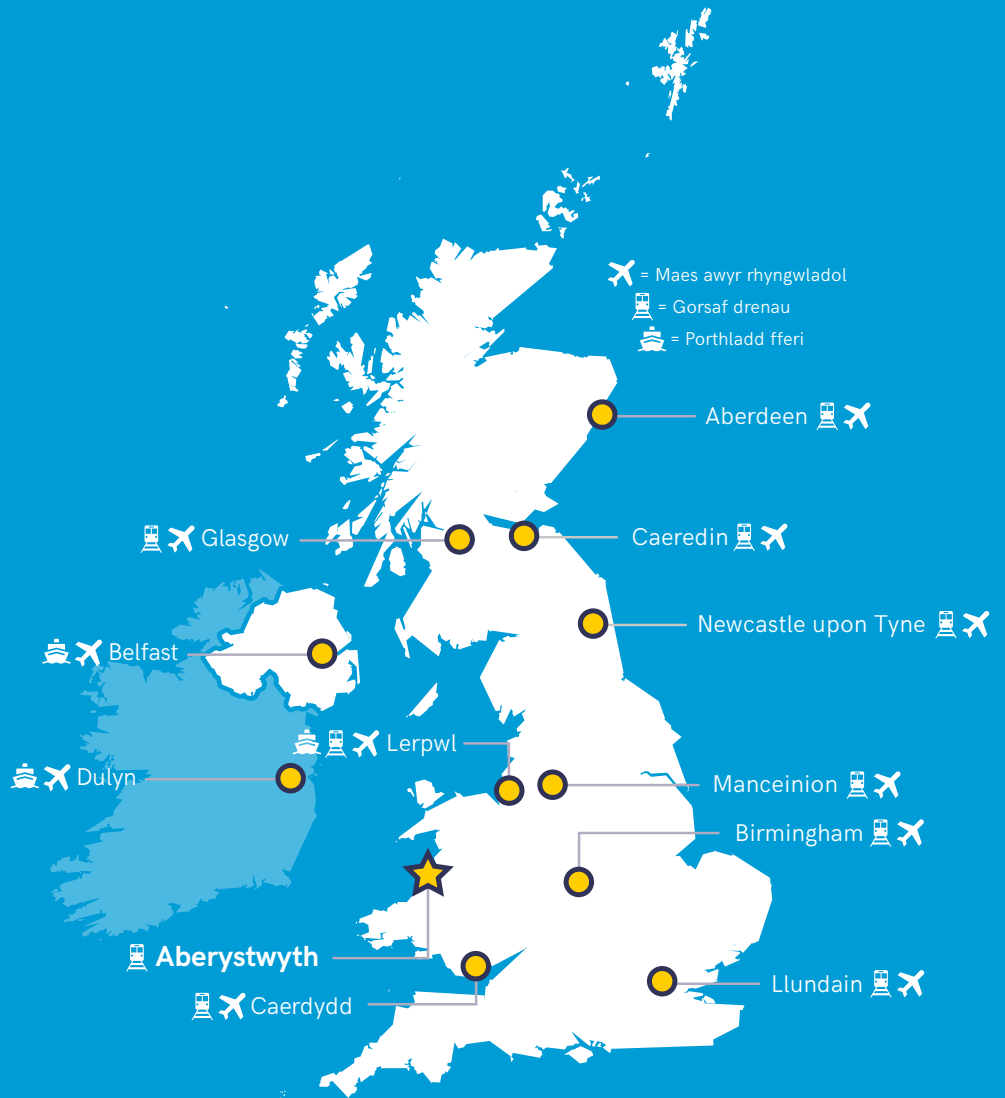 = Maes awyr rhyngwladol
= Gorsaf drenau
= Porthladd fferi
Aberdeen
Glasgow
Caeredin
Newcastle upon Tyne
Belfast
Lerpwl
Dulyn
Manceinion
Birmingham
Aberystwyth
Llundain
Caerdydd